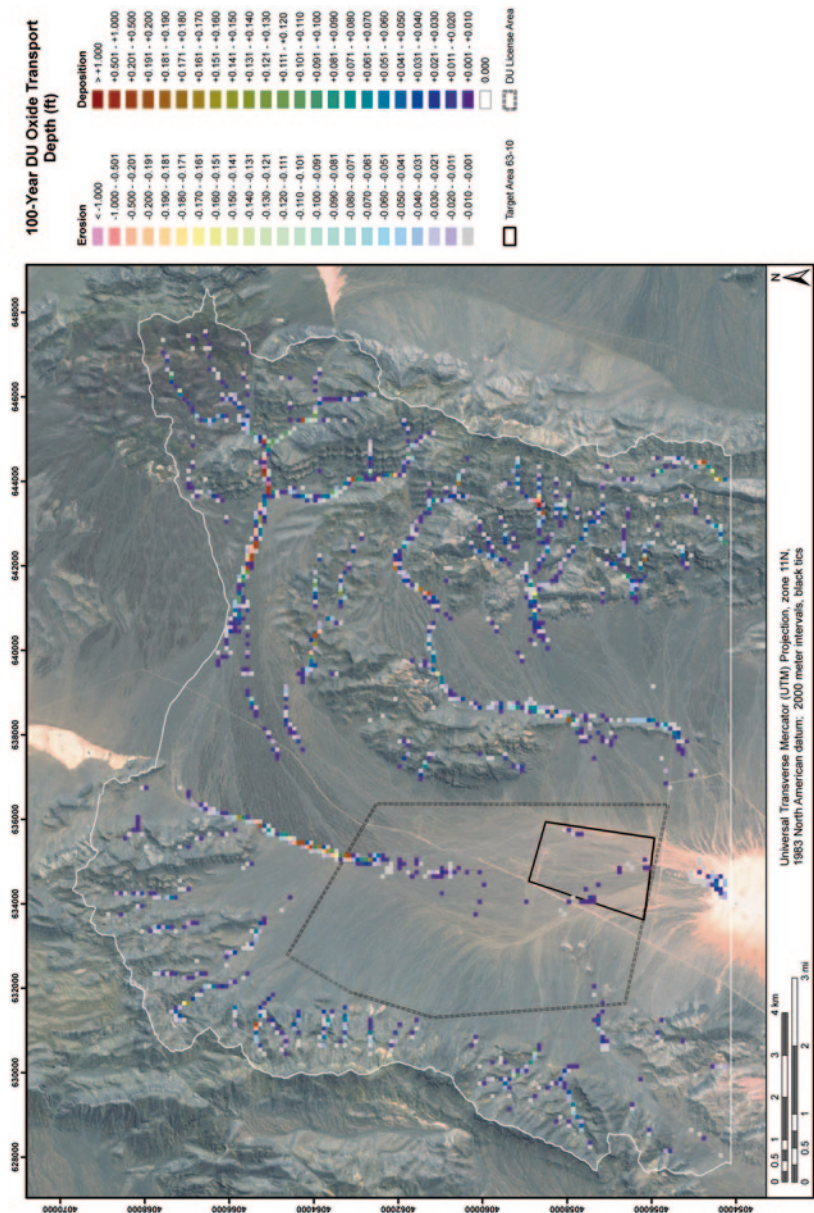 100-Year DU Oxide Transport
Depth (ft)
Erosion
< -1.000
-1.000 - -0.501
-0.500 - -0.201
-0.200 - -0.191
-0.190 - -0.181
-0.180 - -0.171
-0.170 - -0.161
-0.160 - -0.151
-0.150 - -0.141
-0.140 - -0.131
-0.130 - -0.121
-0.120 - -0.111
-0.110 - -0.101
-0.100 - -0.091
-0.090 - -0.081
-0.080 - -0.071
-0.070 - -0.061
-0.060 - -0.051
-0.050 - -0.041
-0.040 - -0.031
-0.030 - -0.021
-0.020 - -0.011
-0.010 - -0.001
Deposition
> +1.000
+0.501 - +1.000
+0.201 - +0.500
+0.191 - +0.200
+0.181 - +0.190
+0.171 - +0.180
+0.161 - +0.170
+0.151 - +0.160
+0.141 - +0.150
+0.131 - +0.140
+0.121 - +0.130
+0.111 - +0.120
+0.101 - +0.110
+0.091 - +0.100
+0.081 - +0.090
+0.071 - +0.080
+0.061 - +0.070
+0.051 - +0.060
+0.041 - +0.050
+0.031 - +0.040
+0.021 - +0.030
+0.011 - +0.020
+0.001 - +0.010
0.000
Target Area 63-10
DU License Area
628000
630000
632000
634000
636000
638000
640000
642000
644000
646000
648000
4070000
4068000
4066000
4064000
4062000
4060000
4058000
4056000
4054000
0 0.5 1 2 3 4 km
0 0.5 1 2 3 mi
Universal Transverse Mercator (UTM) Projection, zone 11N,
1983 North American datum; 2000 meter intervals, black tics
N